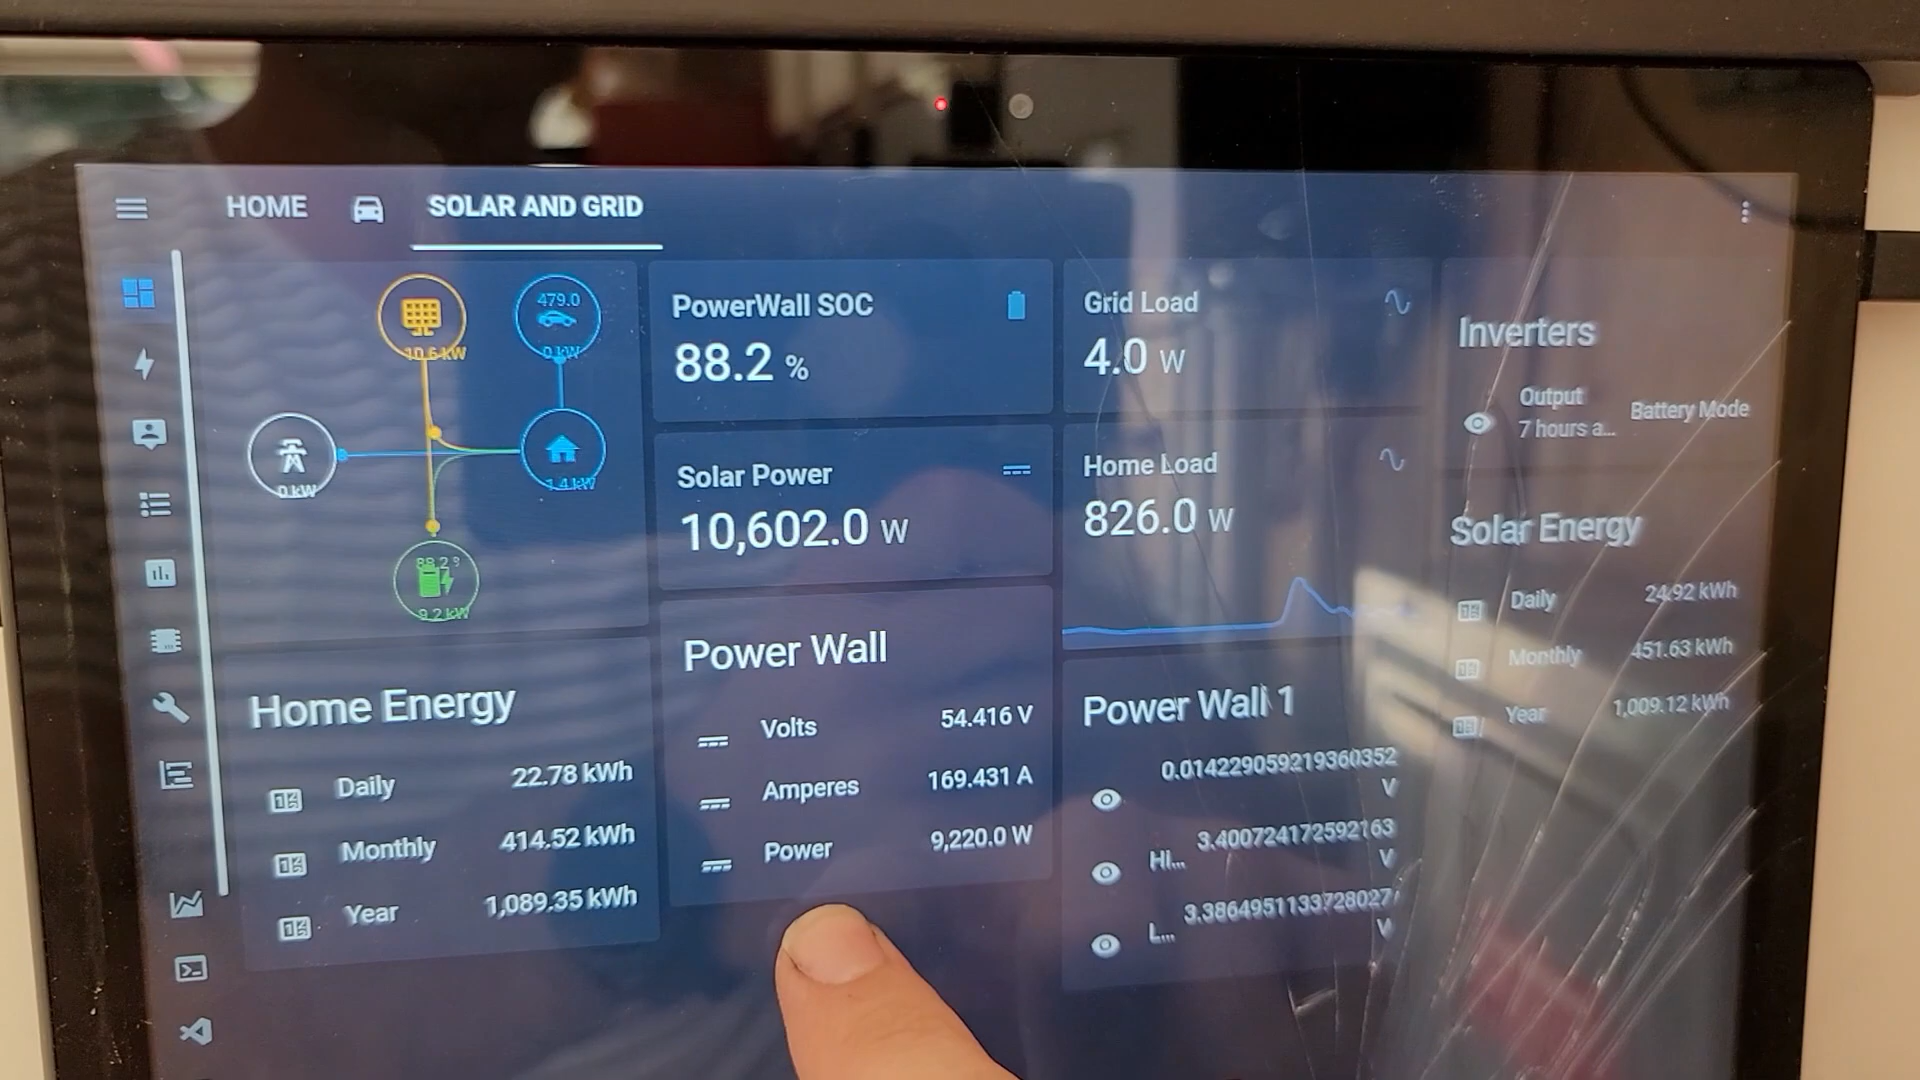 HOME
SOLAR AND GRID
10.6 kW
479.0
0 kW
0 kW
1.4 kW
88.2 %
9.2 kW
PowerWall SOC
88.2 %
Grid Load
4.0 W
Inverters
Output
7 hours a...
Battery Mode
Solar Power
10,602.0 W
Home Load
826.0 W
Solar Energy
Daily 24.92 kWh
Monthly 451.63 kWh
Year 1,009.12 kWh
Home Energy
Daily 22.78 kWh
Monthly 414.52 kWh
Year 1,089.35 kWh
Power Wall
Volts 54.416 V
Amperes 169.431 A
Power 9,220.0 W
Power Wall 1
0.014229059219360352
V
Hi... 3.400724172592163
V
L... 3.386495113372802
V